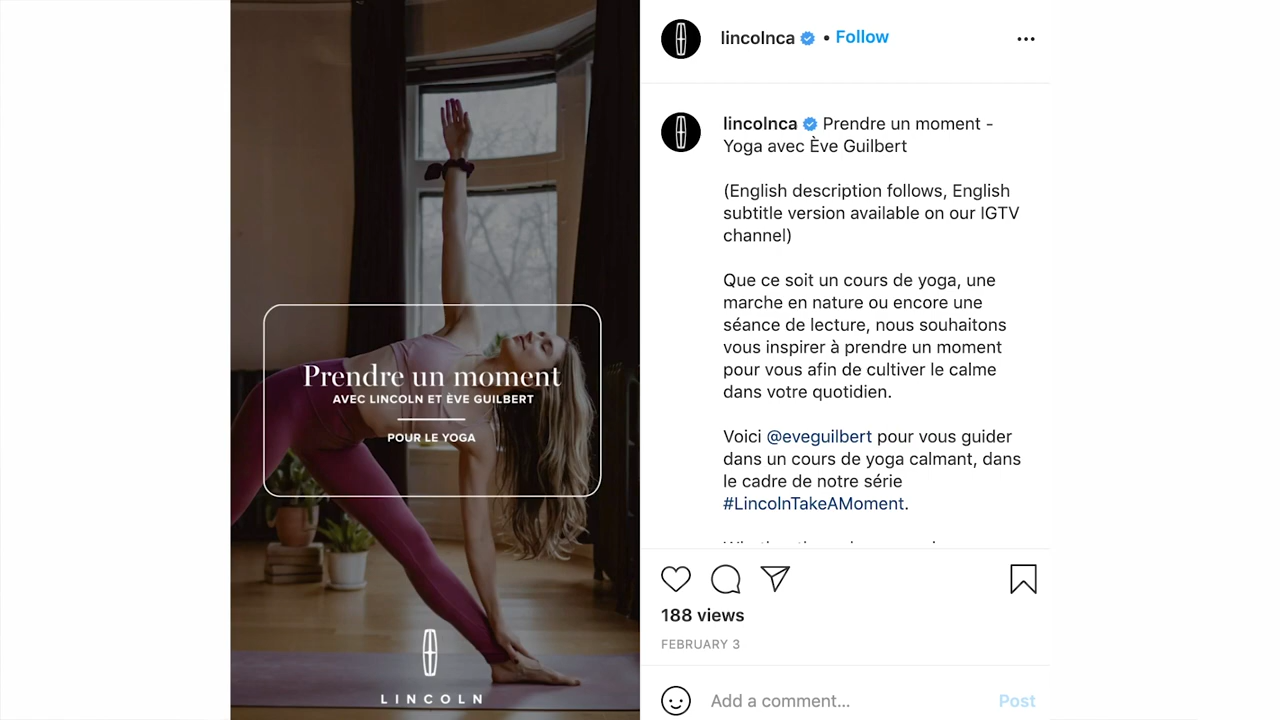 Prendre un moment
AVEC LINCOLN ET ÈVE GUILBERT
POUR LE YOGA
LINCOLN
lincolnca • Follow
lincolnca Prendre un moment -
Yoga avec Ève Guilbert
(English description follows, English
subtitle version available on our IGTV
channel)
Que ce soit un cours de yoga, une
marche en nature ou encore une
séance de lecture, nous souhaitons
vous inspirer à prendre un moment
pour vous afin de cultiver le calme
dans votre quotidien.
Voici @eveguilbert pour vous guider
dans un cours de yoga calmant, dans
le cadre de notre série
#LincolnTakeAMoment.
188 views
FEBRUARY 3
Add a comment...
Post